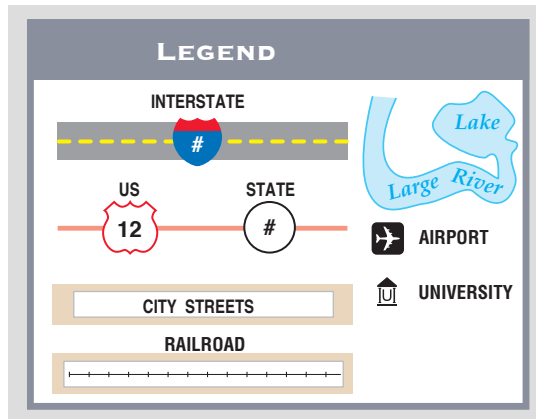 LEGEND
INTERSTATE
#
US
STATE
12
#
CITY STREETS
RAILROAD
Lake
Large River
AIRPORT
U
UNIVERSITY